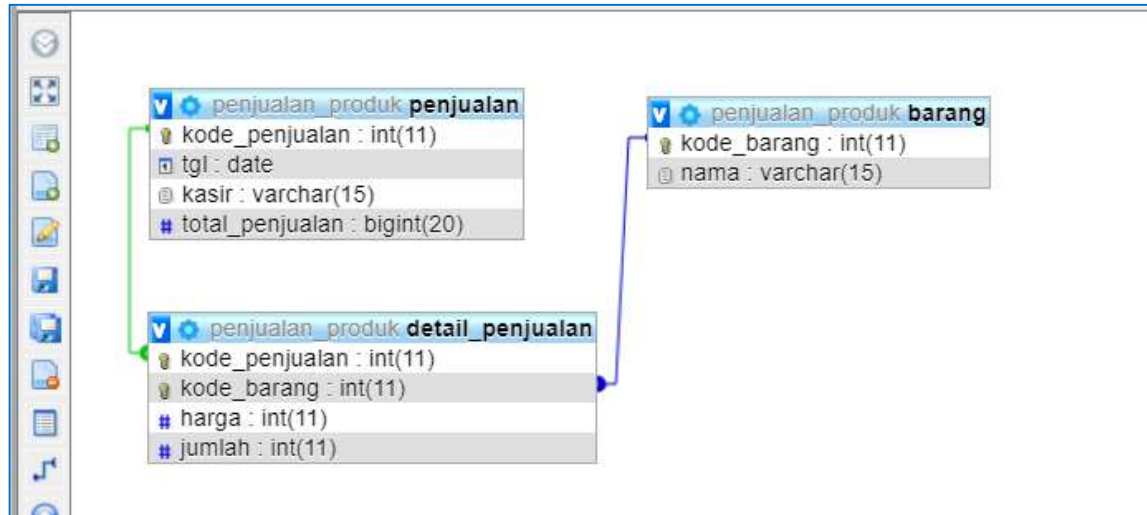 penjualan_produk penjualan
kode_penjualan : int(11)
tgl : date
kasir : varchar(15)
total_penjualan : bigint(20)
penjualan_produk barang
kode_barang : int(11)
nama : varchar(15)
penjualan_produk detail_penjualan
kode_penjualan : int(11)
kode_barang : int(11)
harga : int(11)
jumlah : int(11)